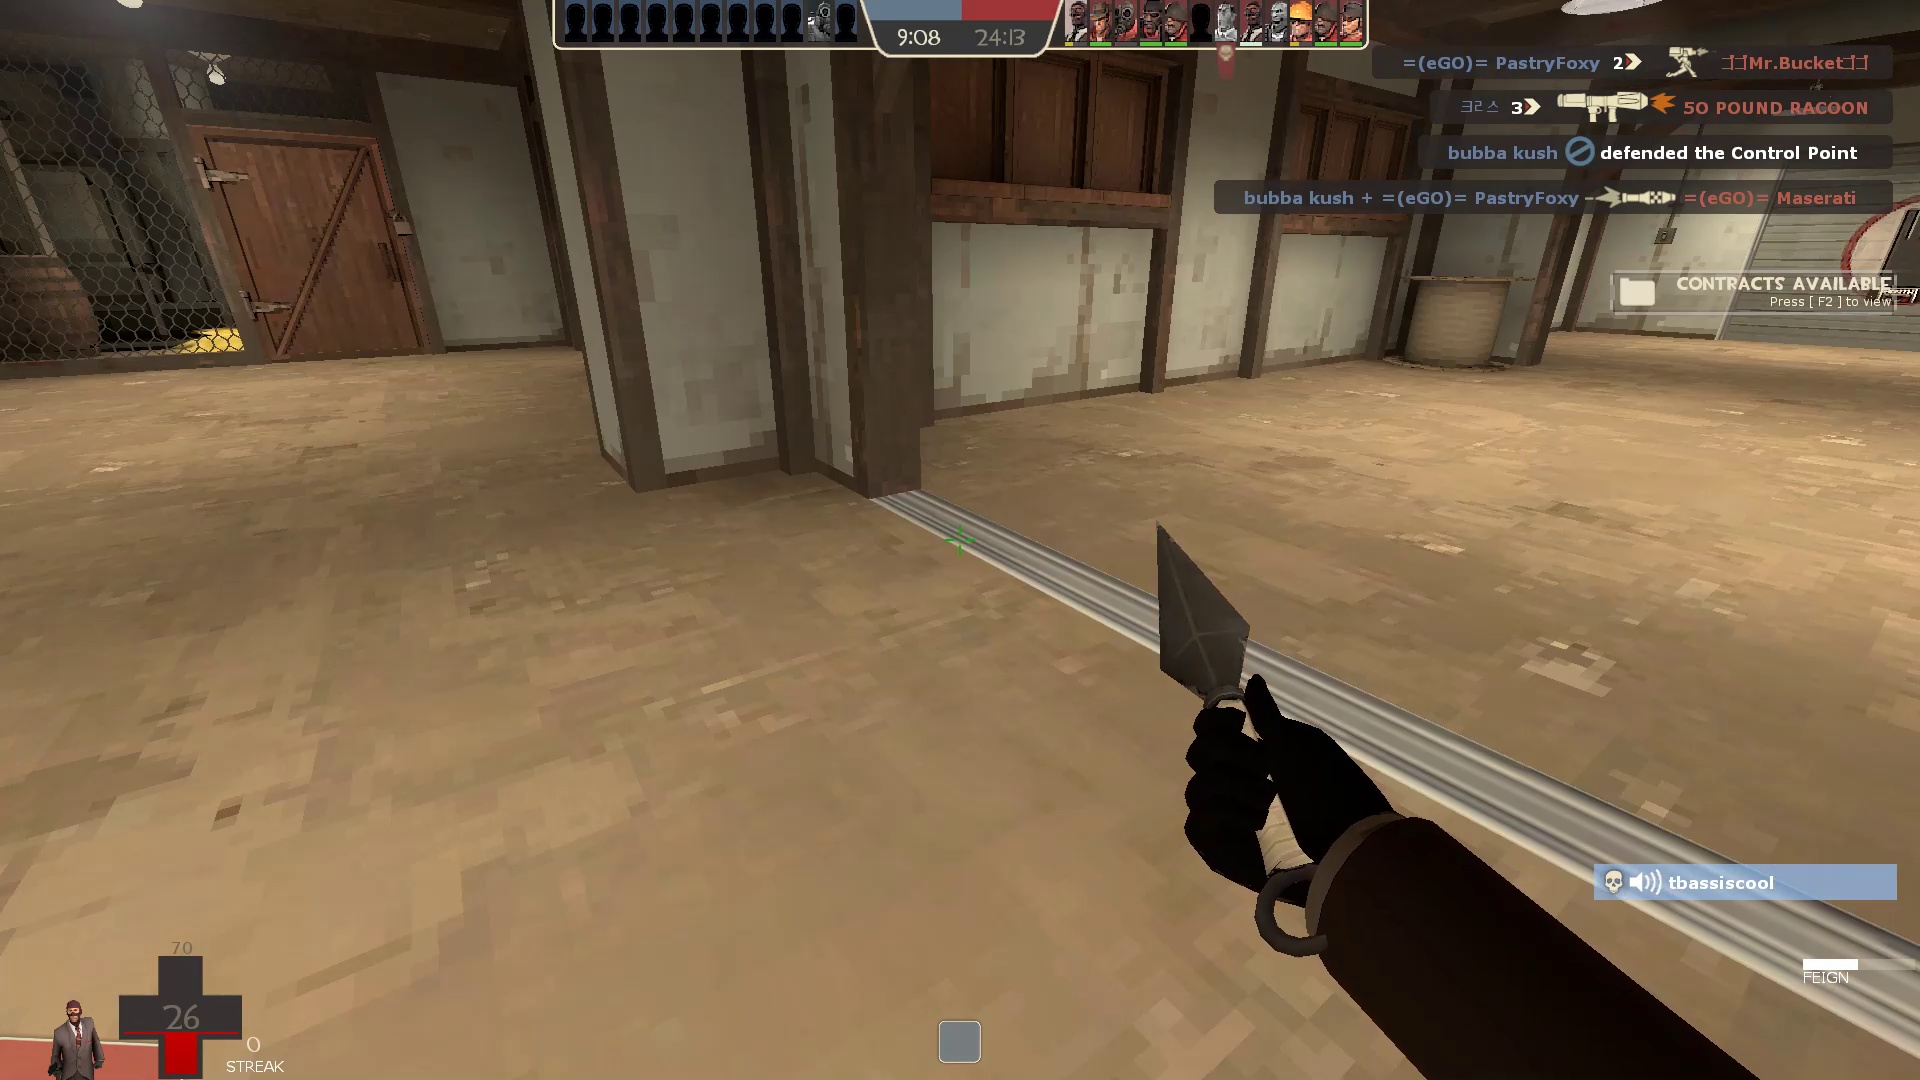 9:08 24:13
=(eGO)= PastryFoxy 2 Mr.Bucket
크리스 3 50 POUND RACOON
bubba kush defended the Control Point
bubba kush + =(eGO)= PastryFoxy =(eGO)= Maserati
CONTRACTS AVAILABLE
Press [ F2 ] to view
tbassiscool
FEIGN
70
26
0
STREAK